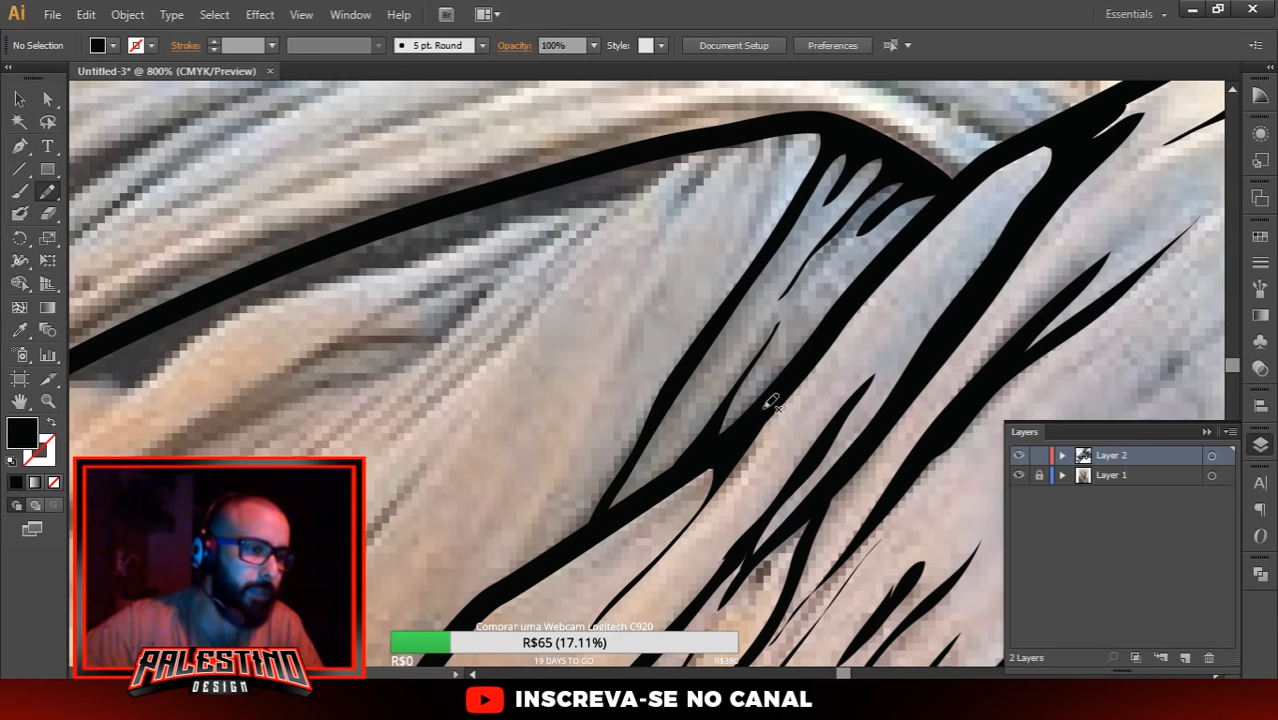 Ai File Edit Object Type Select Effect View Window Help Br Essentials
No Selection Stroke: 5 pt. Round Opacity: 100% Style: Document Setup Preferences
Untitled-3* @ 800% (CMYK/Preview)
Layers
Layer 2
Layer 1
2 Layers
Comprar uma Webcam Logitech C920
R$65 (17.11%)
R$0 19 DAYS TO GO R$380
PALESTINO
DESIGN
INSCREVA-SE NO CANAL